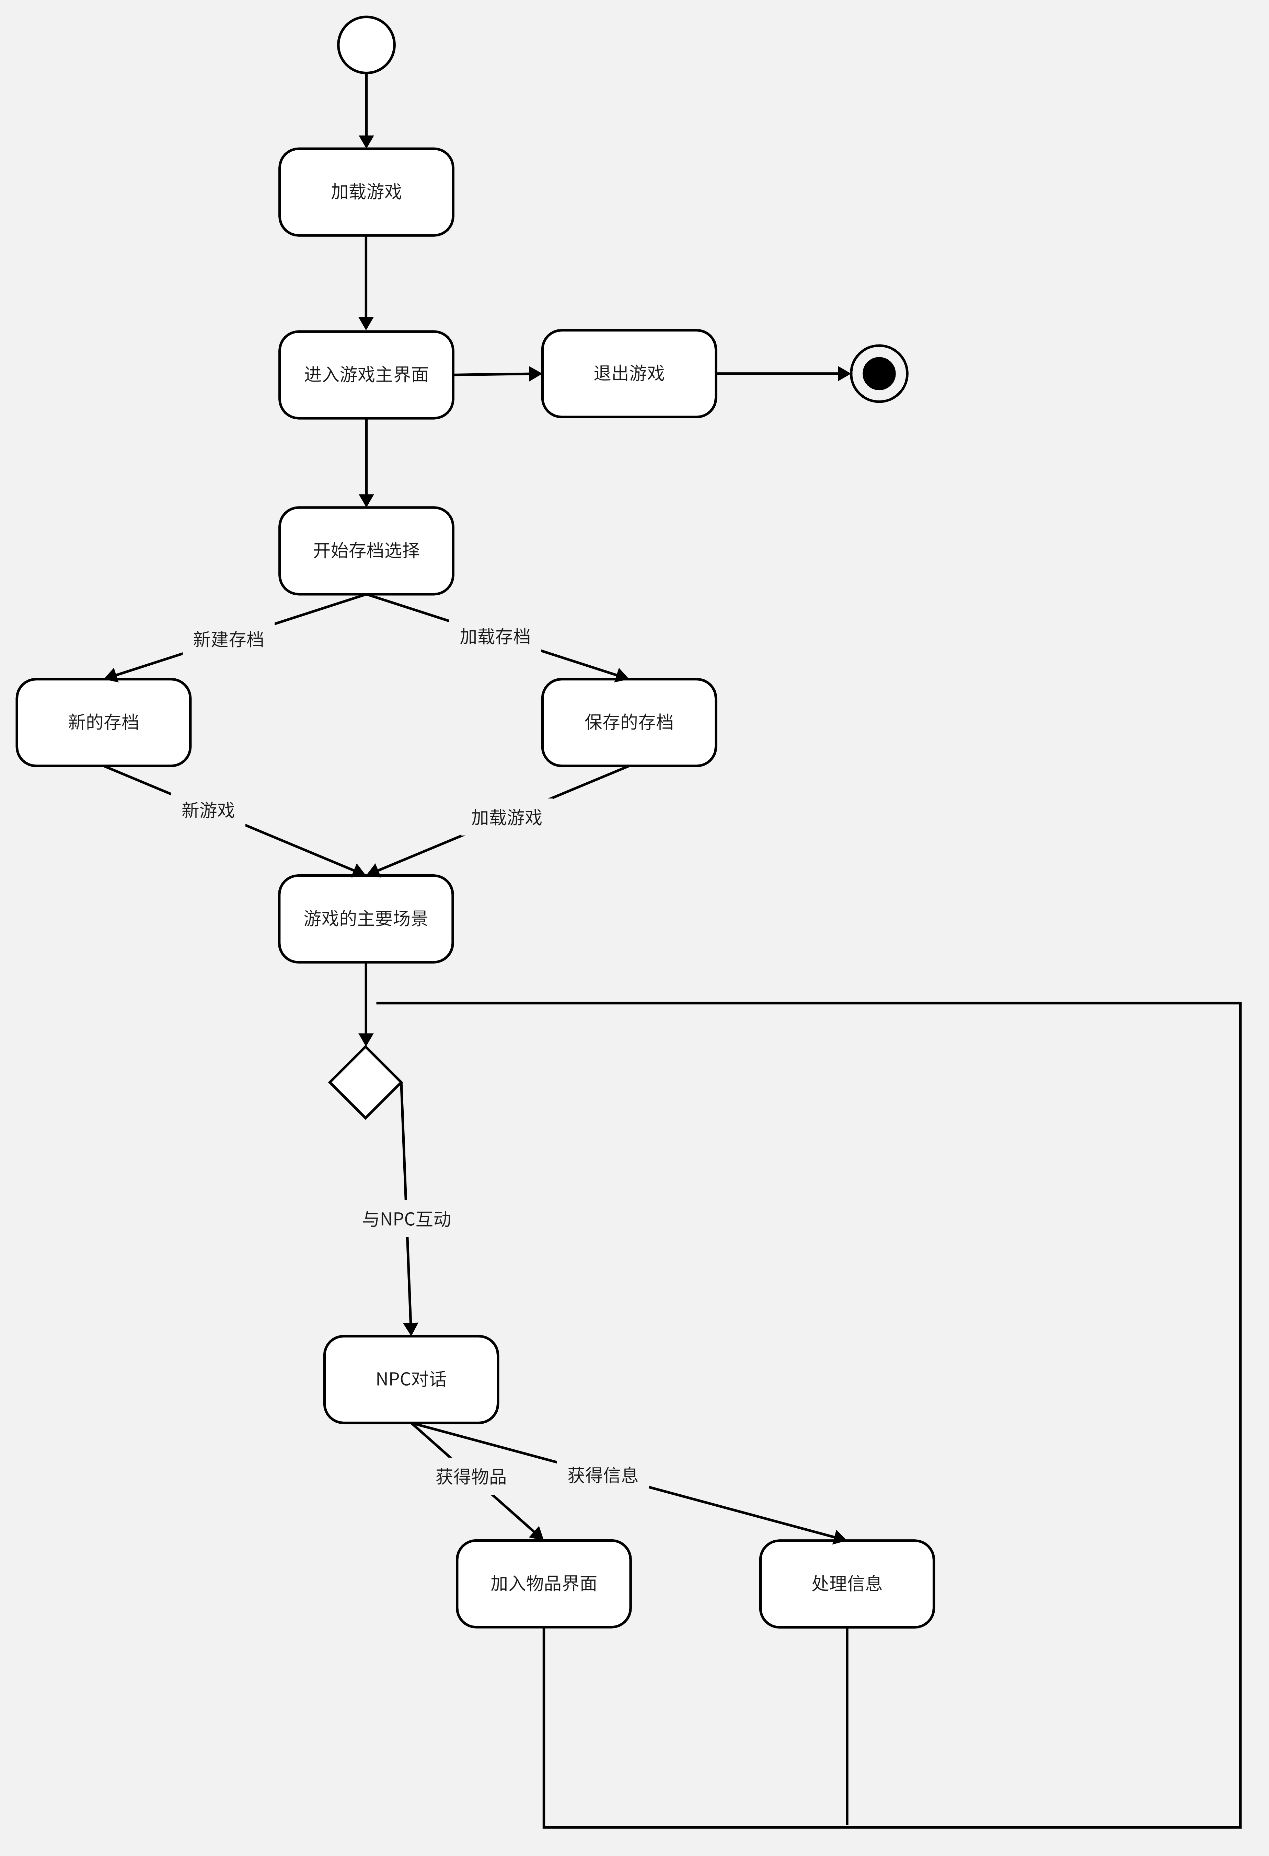 加载游戏
进入游戏主界面
退出游戏
开始存档选择
新建存档
加载存档
新的存档
保存的存档
新游戏
加载游戏
游戏的主要场景
与NPC互动
NPC对话
获得物品
获得信息
加入物品界面
处理信息